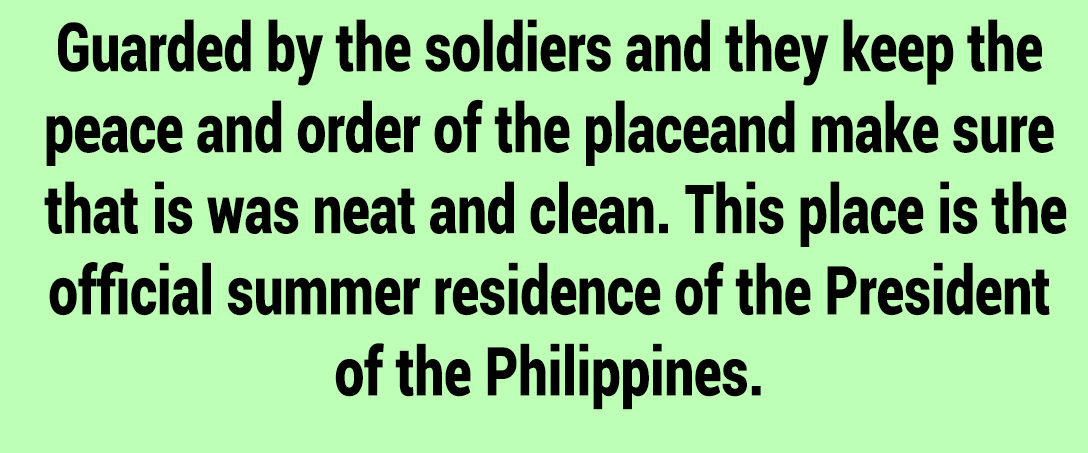 Guarded by the soldiers and they keep the
peace and order of the placeand make sure
that is was neat and clean. This place is the
official summer residence of the President
of the Philippines.